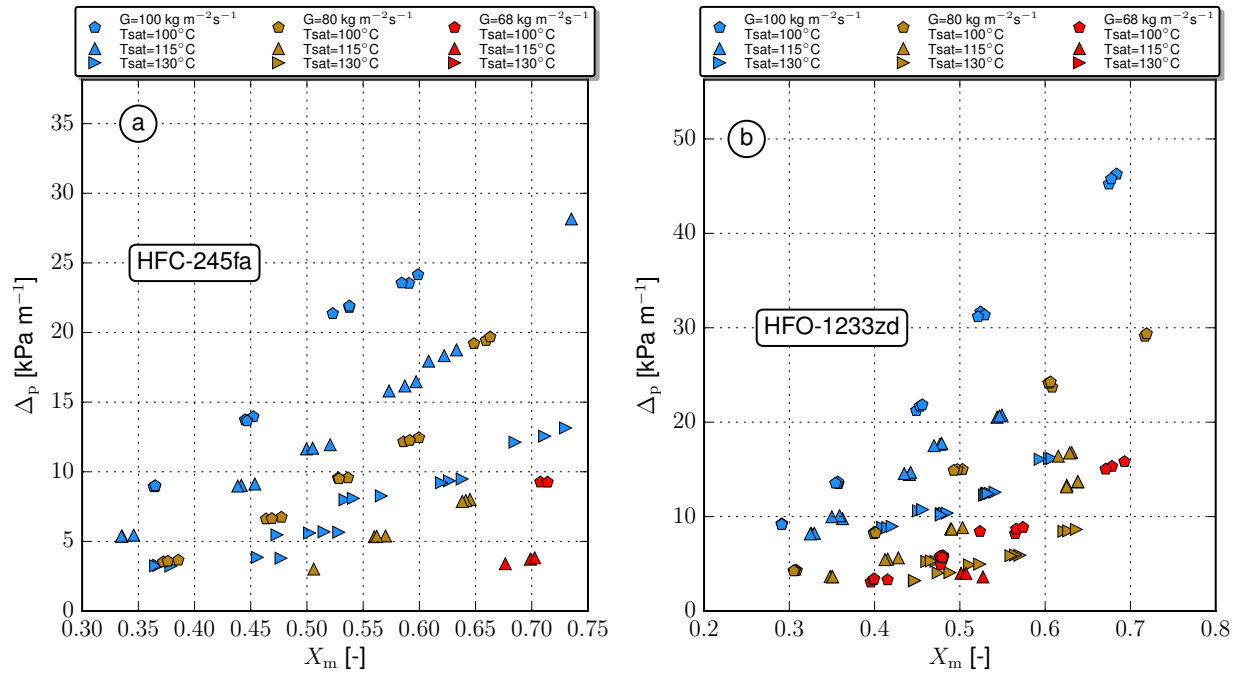 G=100 kg m−2s−1 G=80 kg m−2s−1 G=68 kg m−2s−1
Tsat=100°C Tsat=100°C Tsat=100°C
Tsat=115°C Tsat=115°C Tsat=115°C
Tsat=130°C Tsat=130°C Tsat=130°C
35
30
25
20
15
10
5
0
Δp [kPa m−1]
a
HFC-245fa
0.30 0.35 0.40 0.45 0.50 0.55 0.60 0.65 0.70 0.75
Xm [-]
G=100 kg m−2s−1 G=80 kg m−2s−1 G=68 kg m−2s−1
Tsat=100°C Tsat=100°C Tsat=100°C
Tsat=115°C Tsat=115°C Tsat=115°C
Tsat=130°C Tsat=130°C Tsat=130°C
50
40
30
20
10
0
Δp [kPa m−1]
b
HFO-1233zd
0.2 0.3 0.4 0.5 0.6 0.7 0.8
Xm [-]